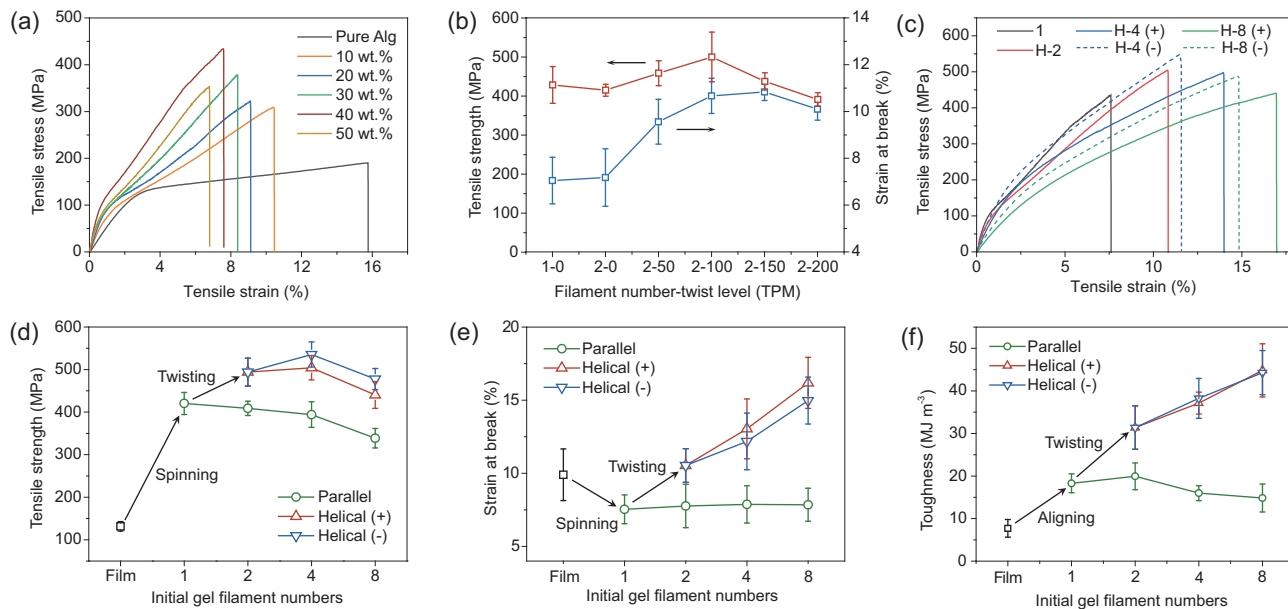 (a)
500
400
300
200
100
0
Tensile stress (MPa)
0 4 8 12 16
Tensile strain (%)
Pure Alg
10 wt.%
20 wt.%
30 wt.%
40 wt.%
50 wt.%
(b)
600
500
400
300
200
100
0
Tensile strength (MPa)
14
12
10
8
6
4
Strain at break (%)
1-0 2-0 2-50 2-100 2-150 2-200
Filament number-twist level (TPM)
(c)
600
500
400
300
200
100
0
Tensile stress (MPa)
0 5 10 15
Tensile strain (%)
1 H-4 (+) H-8 (+)
H-2 H-4 (-) H-8 (-)
(d)
600
500
400
300
200
100
Tensile strength (MPa)
Twisting
Spinning
Parallel
Helical (+)
Helical (-)
Film 1 2 4 8
Initial gel filament numbers
(e)
20
15
10
5
Strain at break (%)
Parallel
Helical (+)
Helical (-)
Twisting
Spinning
Film 1 2 4 8
Initial gel filament numbers
(f)
50
40
30
20
10
0
Toughness (MJ m⁻³)
Parallel
Helical (+)
Helical (-)
Twisting
Aligning
Film 1 2 4 8
Initial gel filament numbers